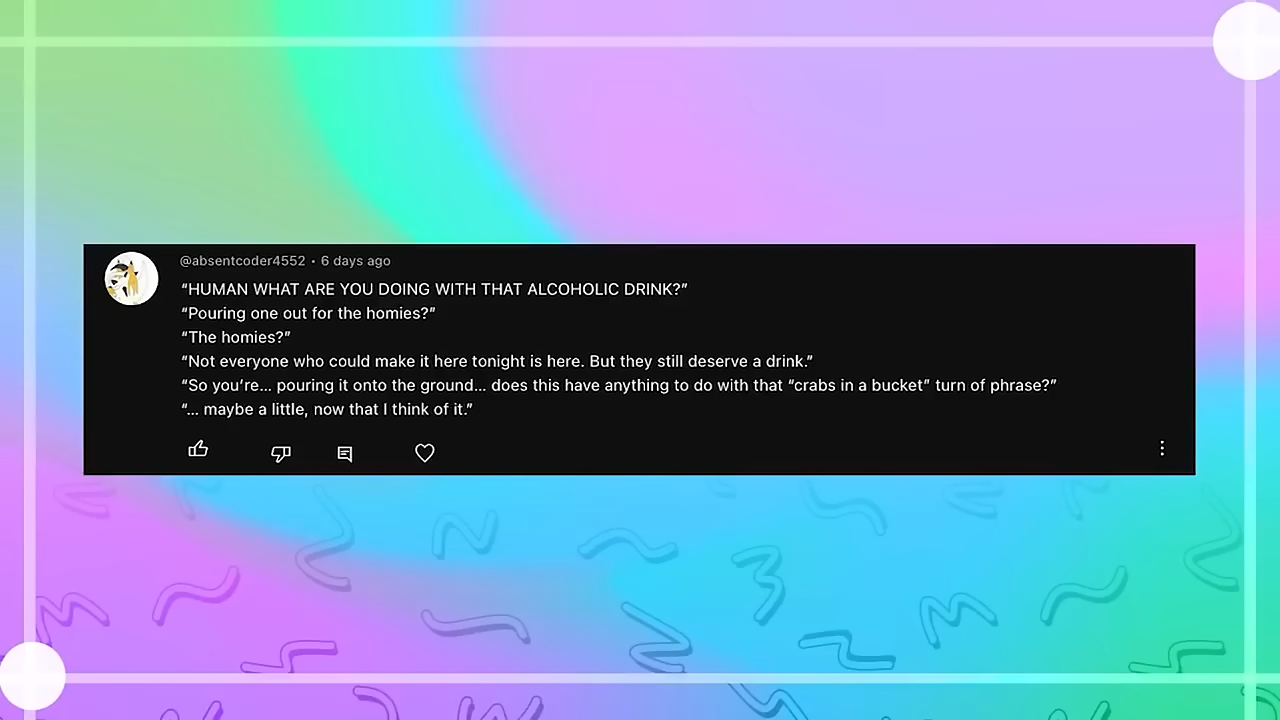 @absentcoder4552 • 6 days ago
“HUMAN WHAT ARE YOU DOING WITH THAT ALCOHOLIC DRINK?”
“Pouring one out for the homies?”
“The homies?”
“Not everyone who could make it here tonight is here. But they still deserve a drink.”
“So you’re... pouring it onto the ground... does this have anything to do with that “crabs in a bucket” turn of phrase?”
“... maybe a little, now that I think of it.”